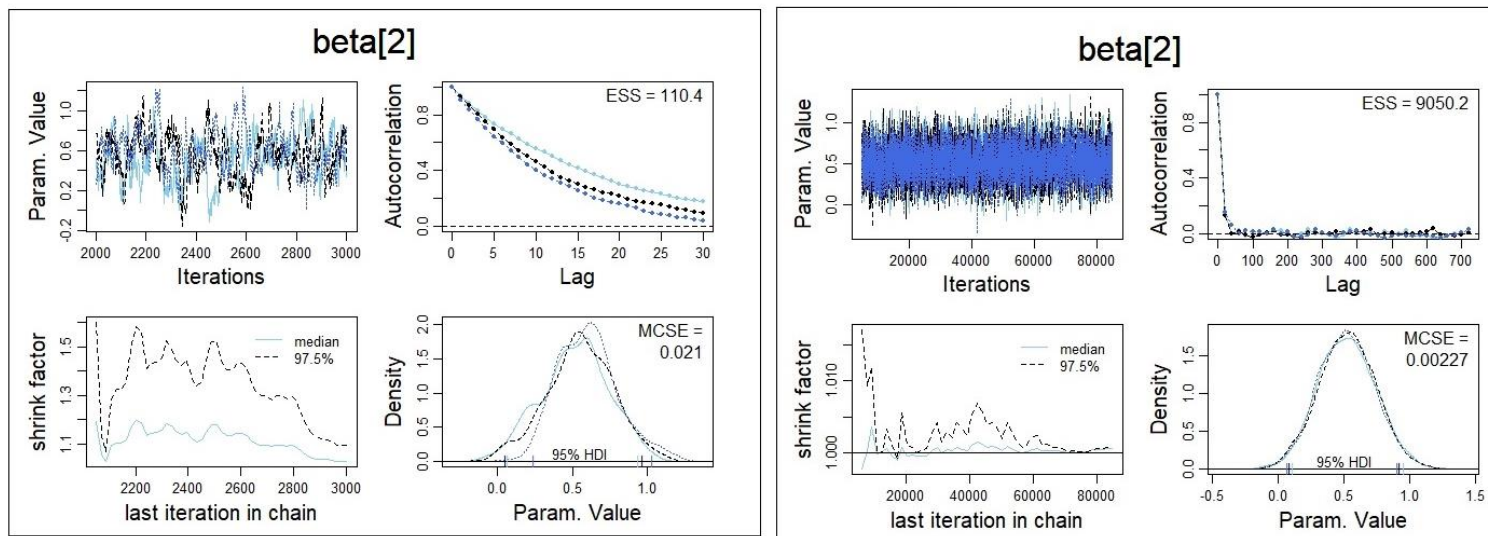 beta[2]
Param. Value
-0.2 0.2 0.6 1.0
2000 2200 2400 2600 2800 3000
Iterations
Autocorrelation
0.0 0.4 0.8
ESS = 110.4
0 5 10 15 20 25 30
Lag
shrink factor
1.1 1.3 1.5
median
97.5%
2200 2400 2600 2800 3000
last iteration in chain
Density
0.0 0.5 1.0 1.5 2.0
MCSE =
0.021
95% HDI
0.0 0.5 1.0
Param. Value
beta[2]
Param. Value
0.0 0.5 1.0
20000 40000 60000 80000
Iterations
Autocorrelation
0.0 0.4 0.8
ESS = 9050.2
0 100 200 300 400 500 600 700
Lag
shrink factor
1.000 1.010
median
97.5%
20000 40000 60000 80000
last iteration in chain
Density
0.0 0.5 1.0 1.5
MCSE =
0.00227
95% HDI
-0.5 0.0 0.5 1.0 1.5
Param. Value